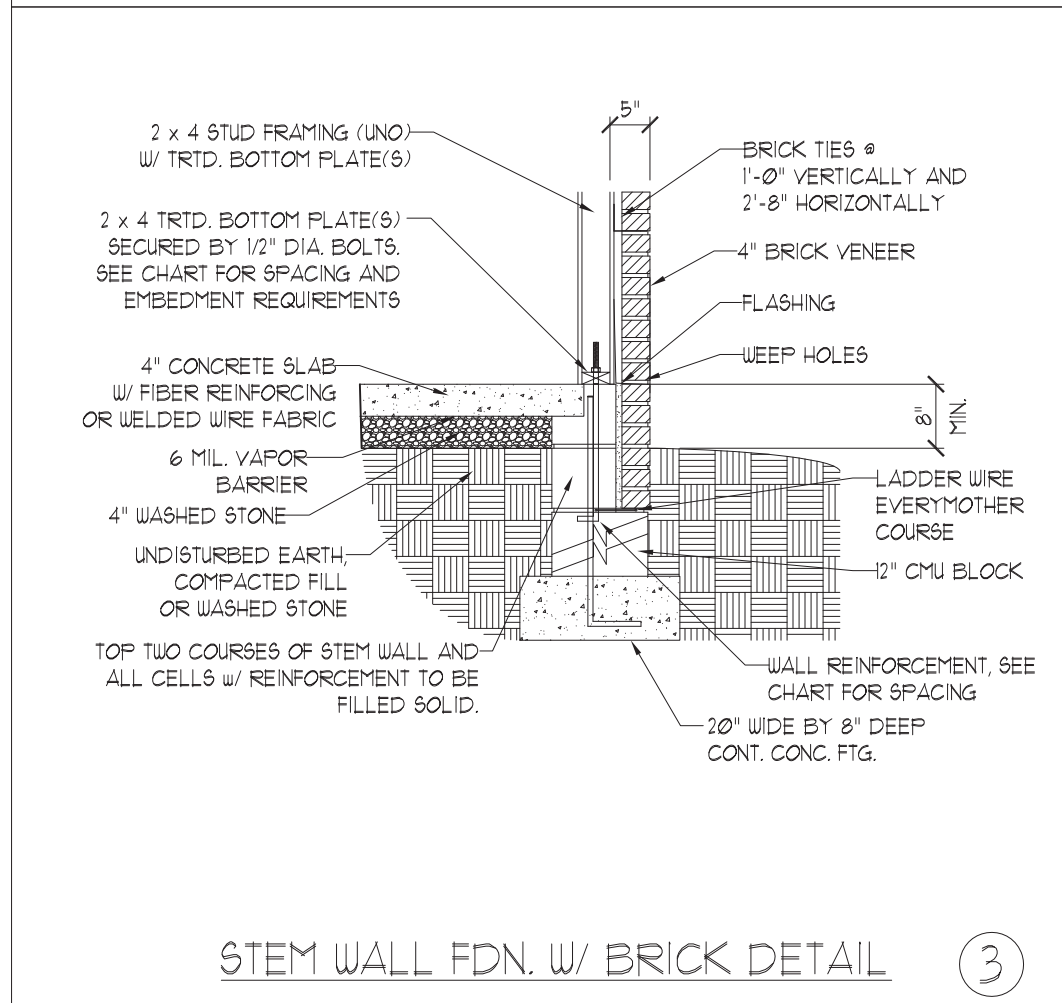 5"
2 x 4 STUD FRAMING (UNO)
W/ TRTD. BOTTOM PLATE(S)
2 x 4 TRTD. BOTTOM PLATE(S)
SECURED BY 1/2" DIA. BOLTS.
SEE CHART FOR SPACING AND
EMBEDMENT REQUIREMENTS
4" CONCRETE SLAB
W/ FIBER REINFORCING
OR WELDED WIRE FABRIC
6 MIL. VAPOR
BARRIER
4" WASHED STONE
UNDISTURBED EARTH,
COMPACTED FILL
OR WASHED STONE
TOP TWO COURSES OF STEM WALL AND
ALL CELLS w/ REINFORCEMENT TO BE
FILLED SOLID.
BRICK TIES @
1'-0" VERTICALLY AND
2'-8" HORIZONTALLY
4" BRICK VENEER
FLASHING
WEEP HOLES
8"
MIN.
LADDER WIRE
EVERYMOTHER
COURSE
12" CMU BLOCK
WALL REINFORCEMENT, SEE
CHART FOR SPACING
20" WIDE BY 8" DEEP
CONT. CONC. FTG.
STEM WALL FDN. W/ BRICK DETAIL
3